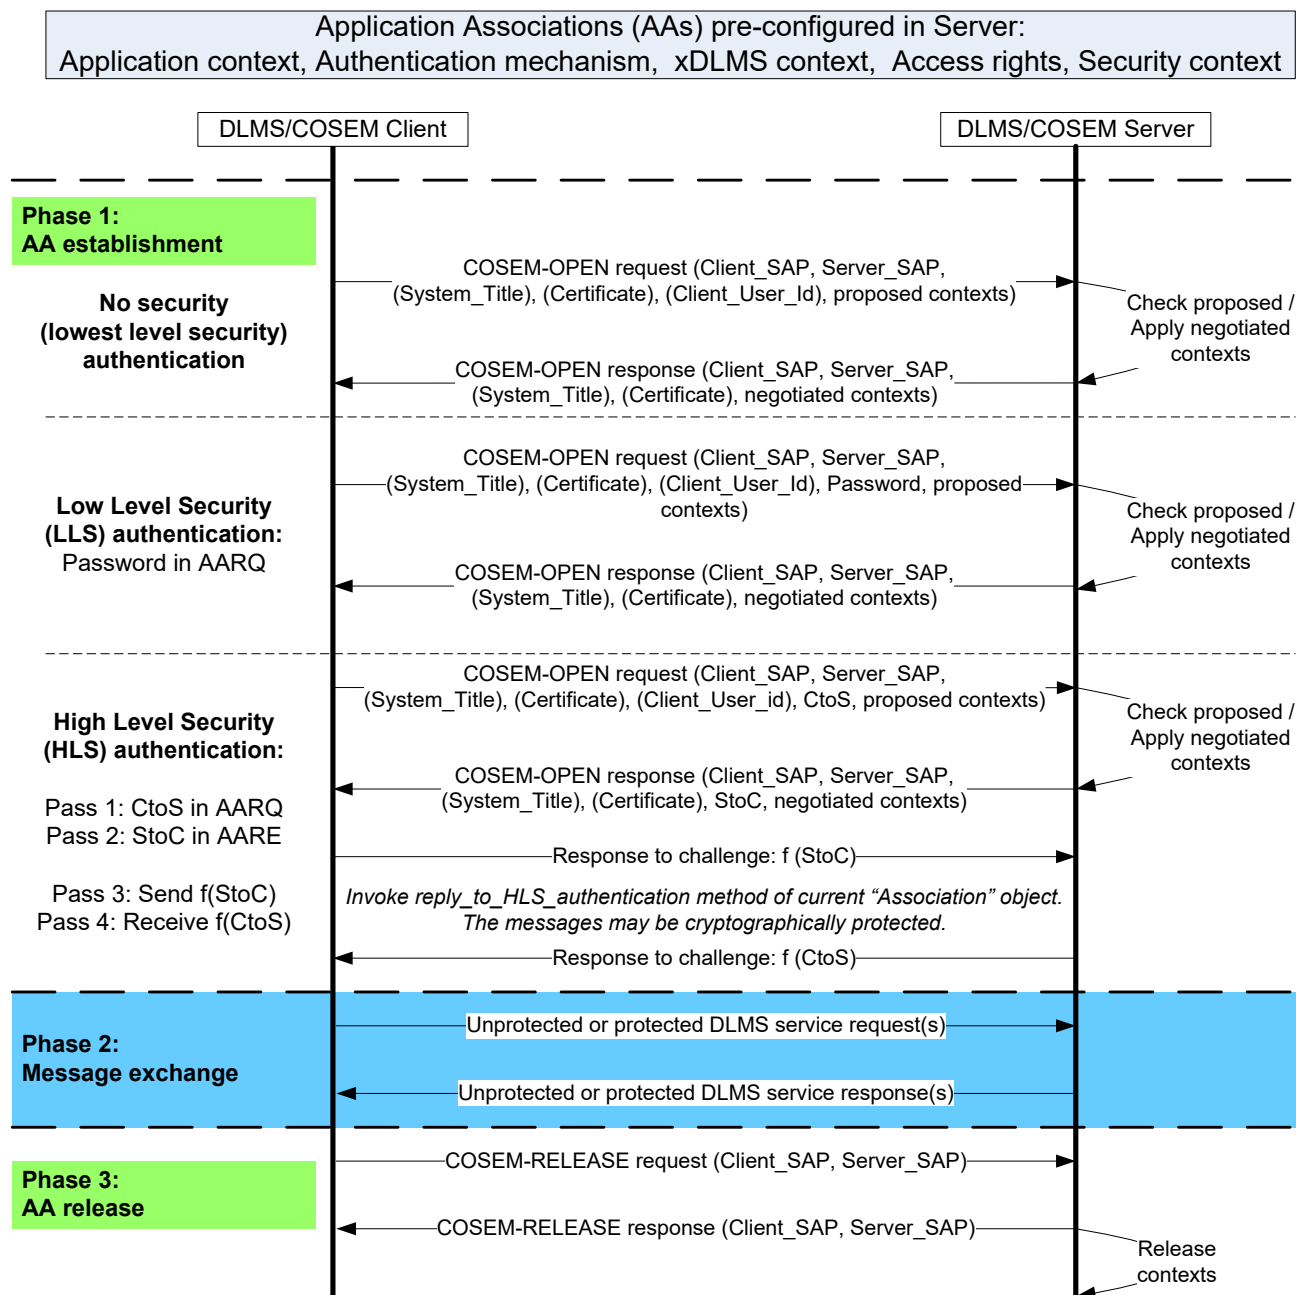 Application Associations (AAs) pre-configured in Server:
Application context, Authentication mechanism, xDLMS context, Access rights, Security context
DLMS/COSEM Client
DLMS/COSEM Server
Phase 1:
AA establishment
No security
(lowest level security)
authentication
COSEM-OPEN request (Client_SAP, Server_SAP,
(System_Title), (Certificate), (Client_User_Id), proposed contexts)
Check proposed /
Apply negotiated
contexts
COSEM-OPEN response (Client_SAP, Server_SAP,
(System_Title), (Certificate), negotiated contexts)
Low Level Security
(LLS) authentication:
Password in AARQ
COSEM-OPEN request (Client_SAP, Server_SAP,
(System_Title), (Certificate), (Client_User_Id), Password, proposed
contexts)
Check proposed /
Apply negotiated
contexts
COSEM-OPEN response (Client_SAP, Server_SAP,
(System_Title), (Certificate), negotiated contexts)
High Level Security
(HLS) authentication:
Pass 1: CtoS in AARQ
Pass 2: StoC in AARE
Pass 3: Send f(StoC)
Pass 4: Receive f(CtoS)
COSEM-OPEN request (Client_SAP, Server_SAP,
(System_Title), (Certificate), (Client_User_id), CtoS, proposed contexts)
Check proposed /
Apply negotiated
contexts
COSEM-OPEN response (Client_SAP, Server_SAP,
(System_Title), (Certificate), StoC, negotiated contexts)
Response to challenge: f (StoC)
Invoke reply_to_HLS_authentication method of current “Association” object.
The messages may be cryptographically protected.
Response to challenge: f (CtoS)
Phase 2:
Message exchange
Unprotected or protected DLMS service request(s)
Unprotected or protected DLMS service response(s)
Phase 3:
AA release
COSEM-RELEASE request (Client_SAP, Server_SAP)
COSEM-RELEASE response (Client_SAP, Server_SAP)
Release
contexts